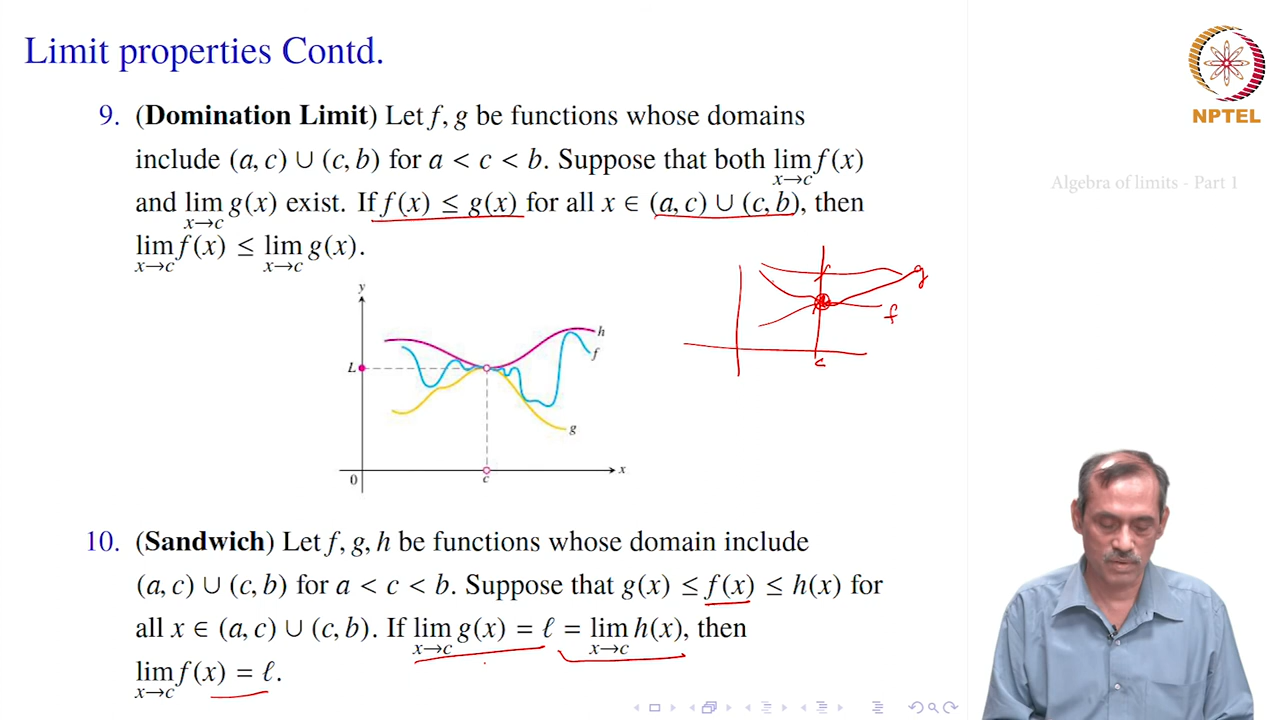 Limit properties Contd.
9. (Domination Limit) Let f, g be functions whose domains
include (a, c) ∪ (c, b) for a < c < b. Suppose that both lim f(x)
x→c
and lim g(x) exist. If f(x) ≤ g(x) for all x ∈ (a, c) ∪ (c, b), then
x→c
lim f(x) ≤ lim g(x).
x→c x→c
y
h
f
L
g
0
c
x
g
f
c
10. (Sandwich) Let f, g, h be functions whose domain include
(a, c) ∪ (c, b) for a < c < b. Suppose that g(x) ≤ f(x) ≤ h(x) for
all x ∈ (a, c) ∪ (c, b). If lim g(x) = ℓ = lim h(x), then
x→c x→c
lim f(x) = ℓ.
x→c
NPTEL
Algebra of limits - Part 1